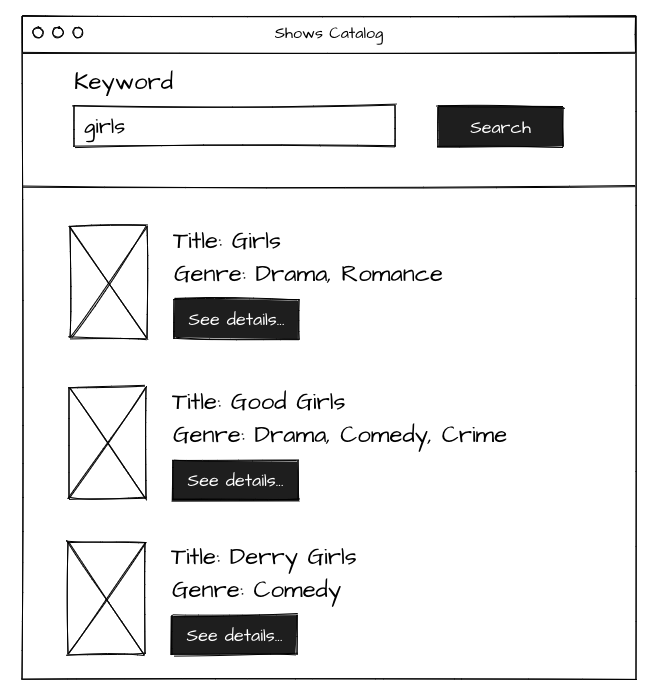 Shows Catalog
Keyword
girls
Search
Title: Girls
Genre: Drama, Romance
See details...
Title: Good Girls
Genre: Drama, Comedy, Crime
See details...
Title: Derry Girls
Genre: Comedy
See details...